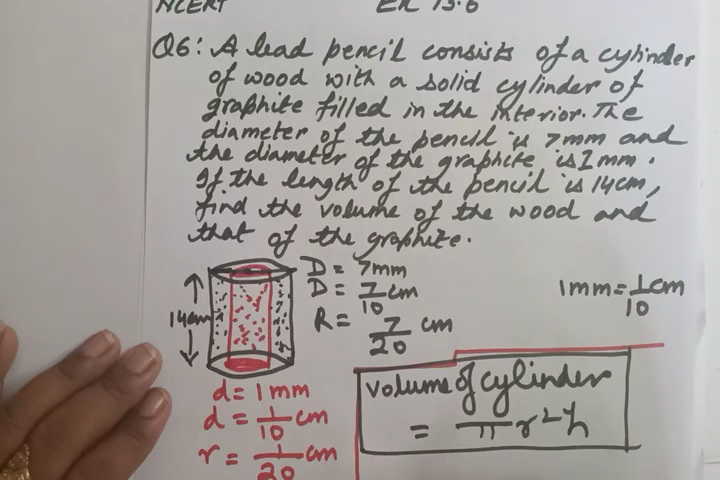 NCERT EX 13.6
Q6: A lead pencil consists of a cylinder
of wood with a solid cylinder of
graphite filled in the interior. The
diameter of the pencil is 7mm and
the diameter of the graphite is 1mm.
If the length of the pencil is 14cm,
find the volume of the wood and
that of the graphite.
D = 7mm
D = 7/10 cm
R = 7/20 cm
1mm = 1/10 cm
14cm
d = 1mm
d = 1/10 cm
r = 1/20 cm
volume of cylinder
= πr²h